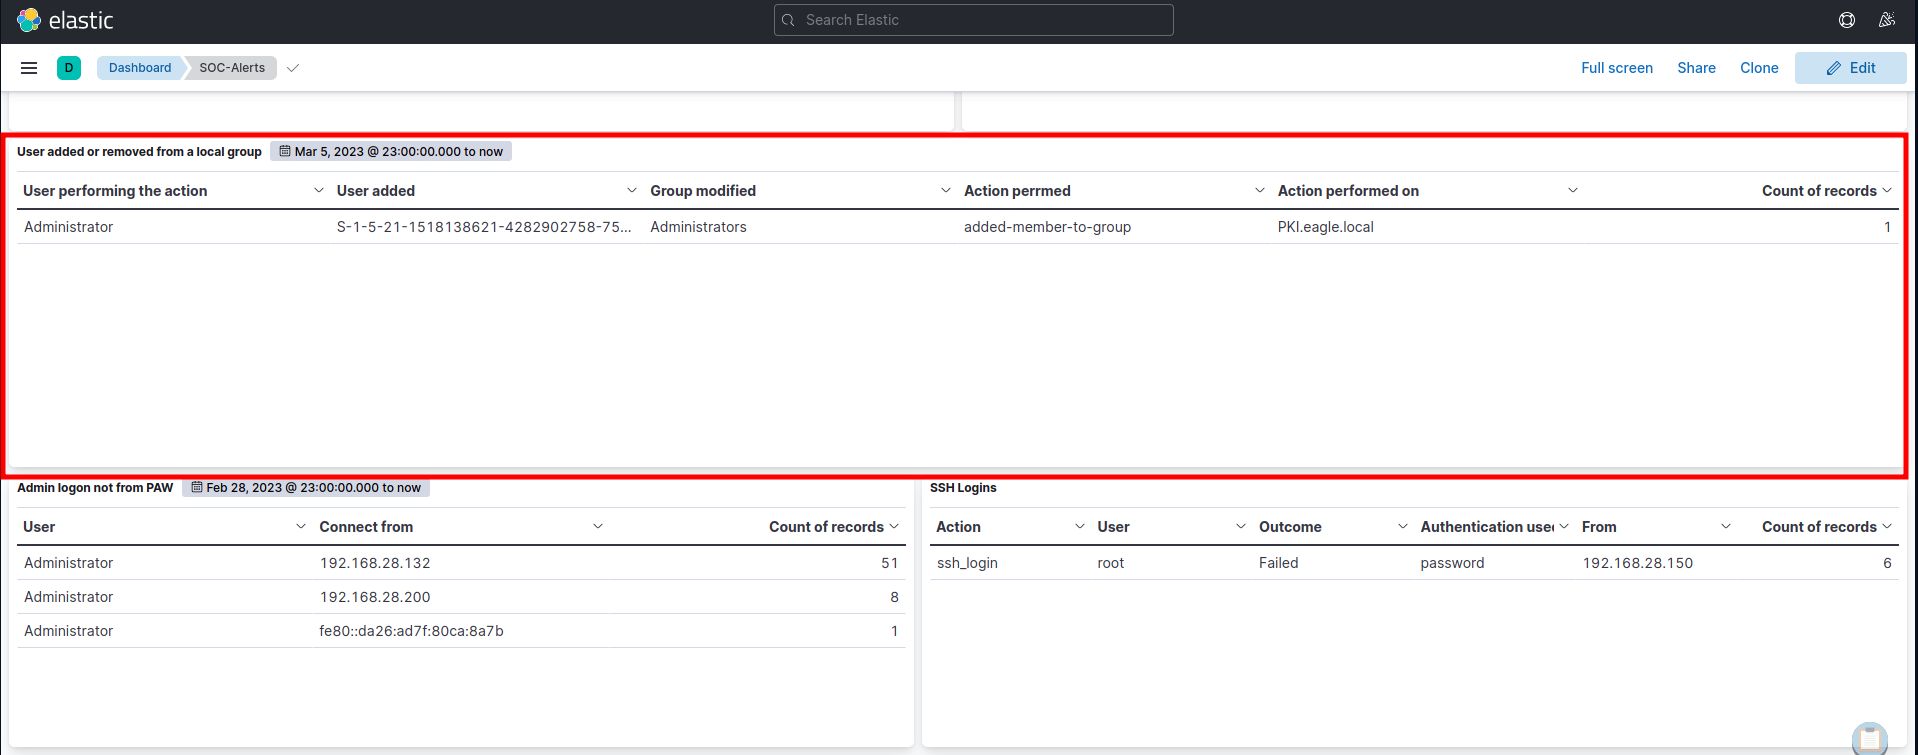 elastic
Search Elastic
D
Dashboard
SOC-Alerts
Full screen
Share
Clone
Edit
User added or removed from a local group
Mar 5, 2023 @ 23:00:00.000 to now
User performing the action
User added
Group modified
Action perrmed
Action performed on
Count of records
Administrator
S-1-5-21-1518138621-4282902758-75...
Administrators
added-member-to-group
PKI.eagle.local
1
Admin logon not from PAW
Feb 28, 2023 @ 23:00:00.000 to now
User
Connect from
Count of records
Administrator
192.168.28.132
51
Administrator
192.168.28.200
8
Administrator
fe80::da26:ad7f:80ca:8a7b
1
SSH Logins
Action
User
Outcome
Authentication used
From
Count of records
ssh_login
root
Failed
password
192.168.28.150
6